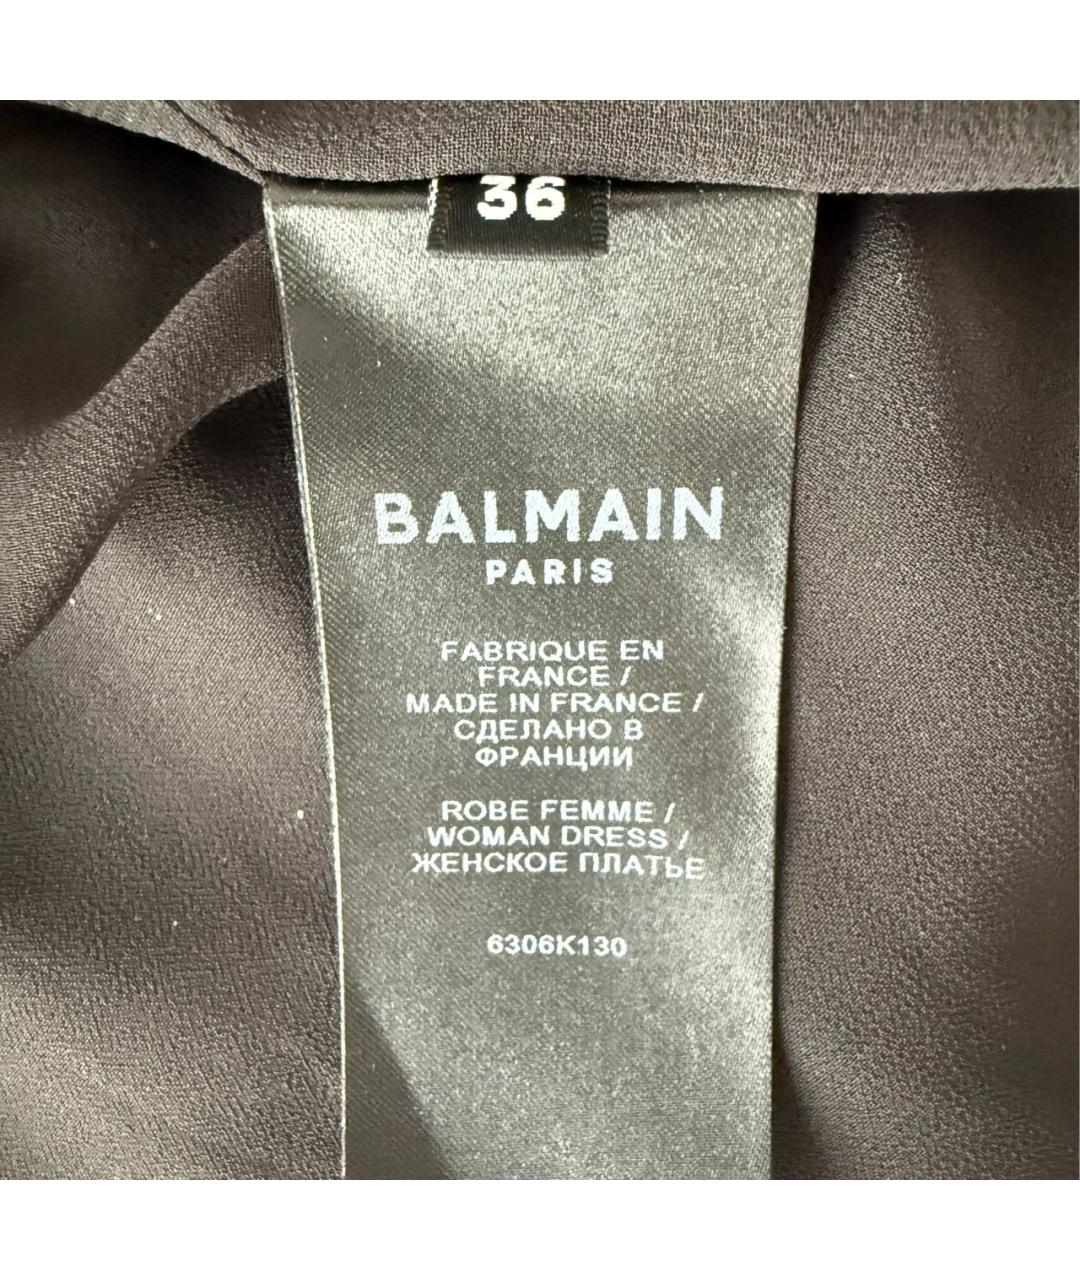 36
BALMAIN
PARIS
FABRIQUE EN
FRANCE /
MADE IN FRANCE /
СДЕЛАНО В
ФРАНЦИИ
ROBE FEMME /
WOMAN DRESS /
ЖЕНСКОЕ ПЛАТЬЕ
6306K130